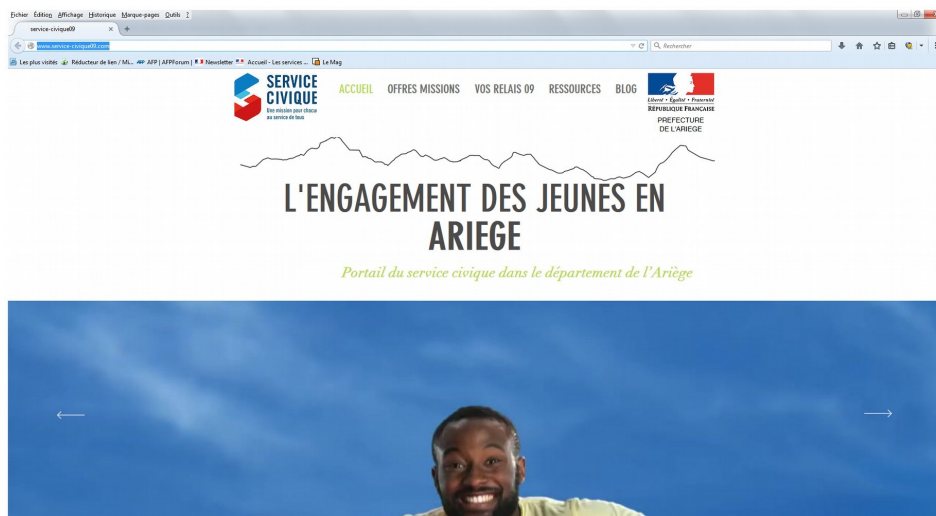 Fichier Édition Affichage Historique Marque-pages Outils ?
service-civique09 × +
www.service-civique09.com
Rechercher
Les plus visités Réducteur de lien / Mi... AFP | AFPForum | Newsletter Accueil - Les services ... Le Mag
SERVICE
CIVIQUE
Une mission pour chacun
au service de tous
ACCUEIL OFFRES MISSIONS VOS RELAIS 09 RESSOURCES BLOG
Liberté • Égalité • Fraternité
RÉPUBLIQUE FRANÇAISE
PREFECTURE
DE L'ARIEGE
L'ENGAGEMENT DES JEUNES EN
ARIEGE
Portail du service civique dans le département de l'Ariège